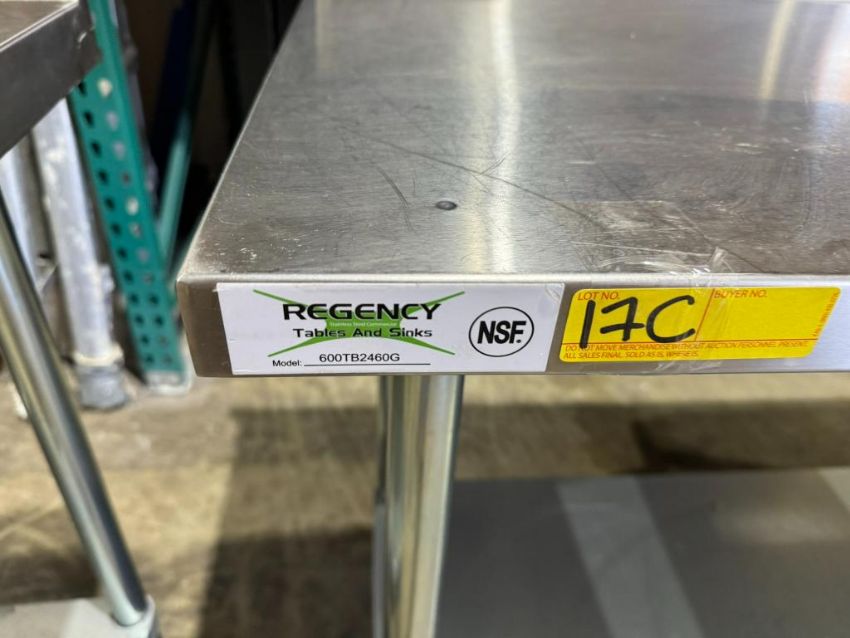 REGENCY
Stainless Steel Commercial
Tables And Sinks
Model: 600TB2460G
NSF.
LOT NO.
17C
BUYER NO.
DO NOT MOVE MERCHANDISE WITHOUT AUCTION PERSONNEL PRESENT.
ALL SALES FINAL, SOLD AS IS, WHERE IS.